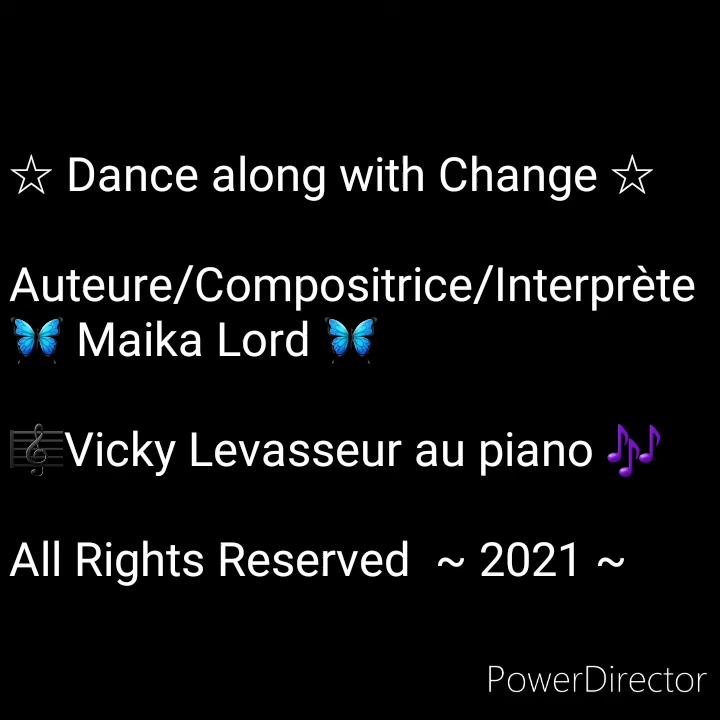 ☆ Dance along with Change ☆
Auteure/Compositrice/Interprète
🦋 Maika Lord 🦋
🎼Vicky Levasseur au piano 🎶
All Rights Reserved ~ 2021 ~
PowerDirector